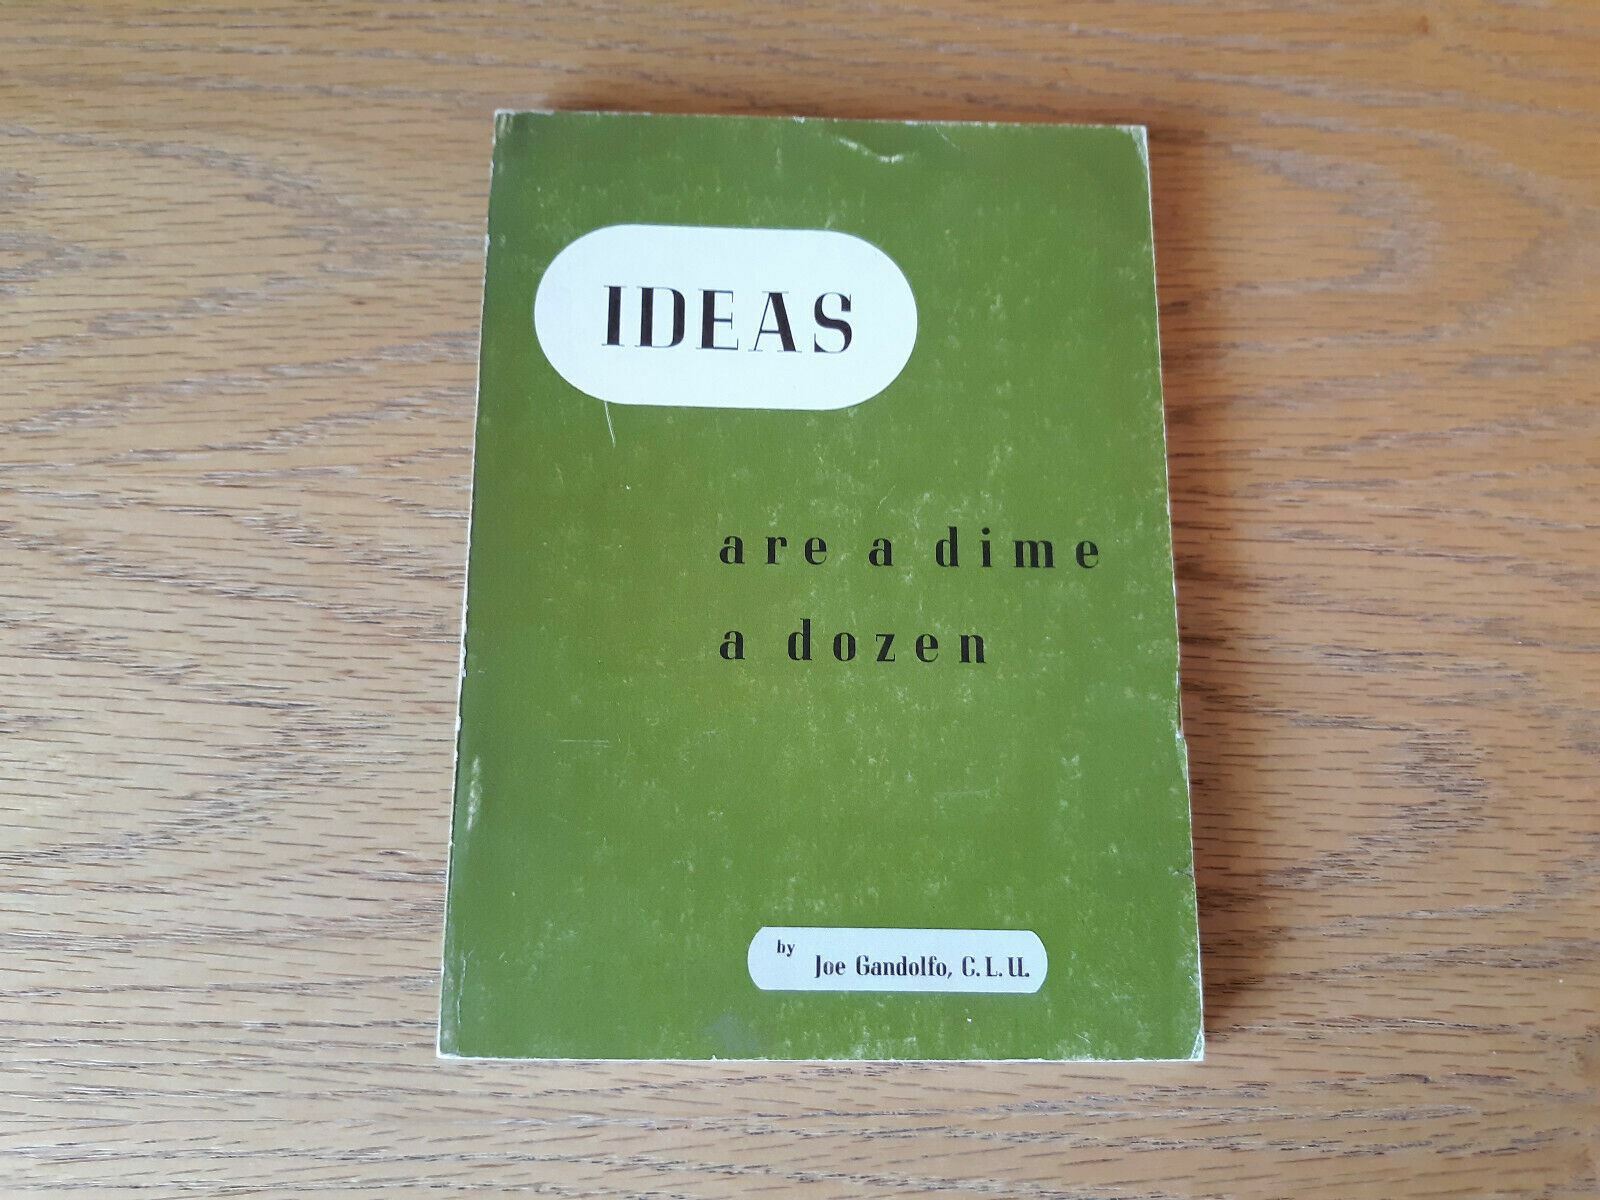 IDEAS
are a dime
a dozen
by
Joe Gandolfo, C.L.U.